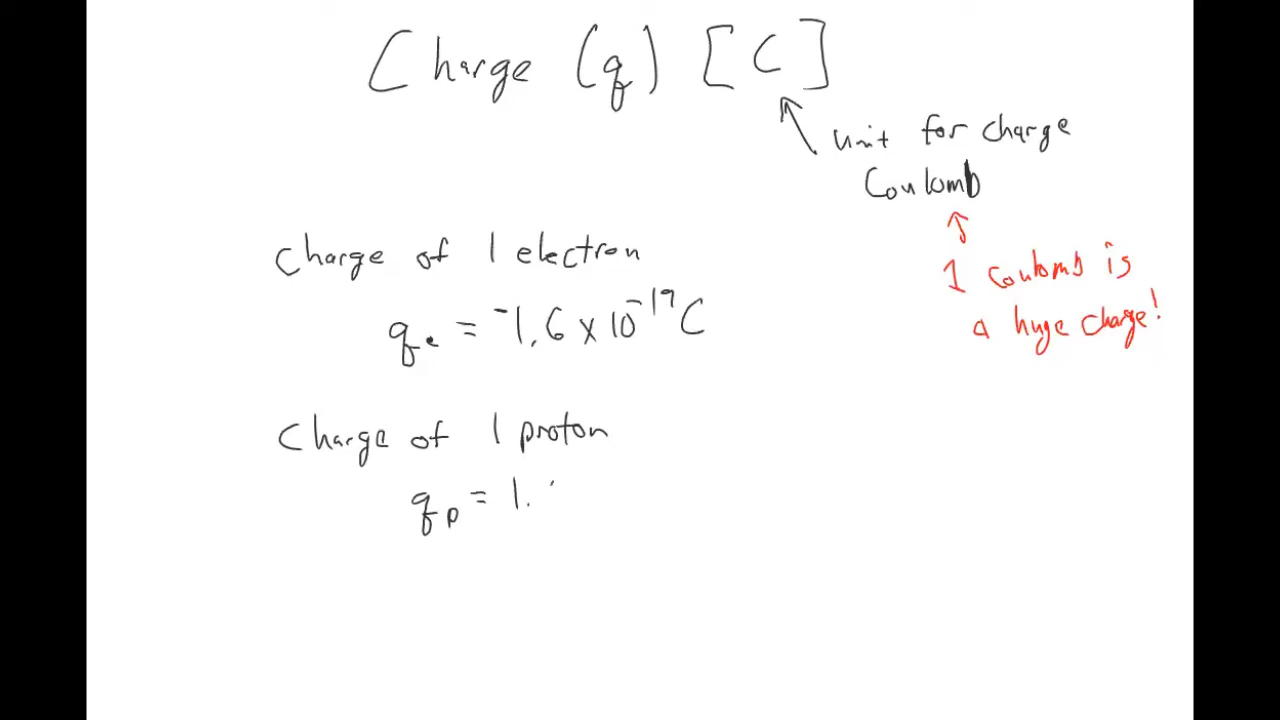 Charge (q) [C]
unit for charge
Coulomb
1 Coulomb is
a huge charge!
Charge of 1 electron
qₑ = ⁻1.6 x 10⁻¹⁹ C
Charge of 1 proton
qₚ = 1.